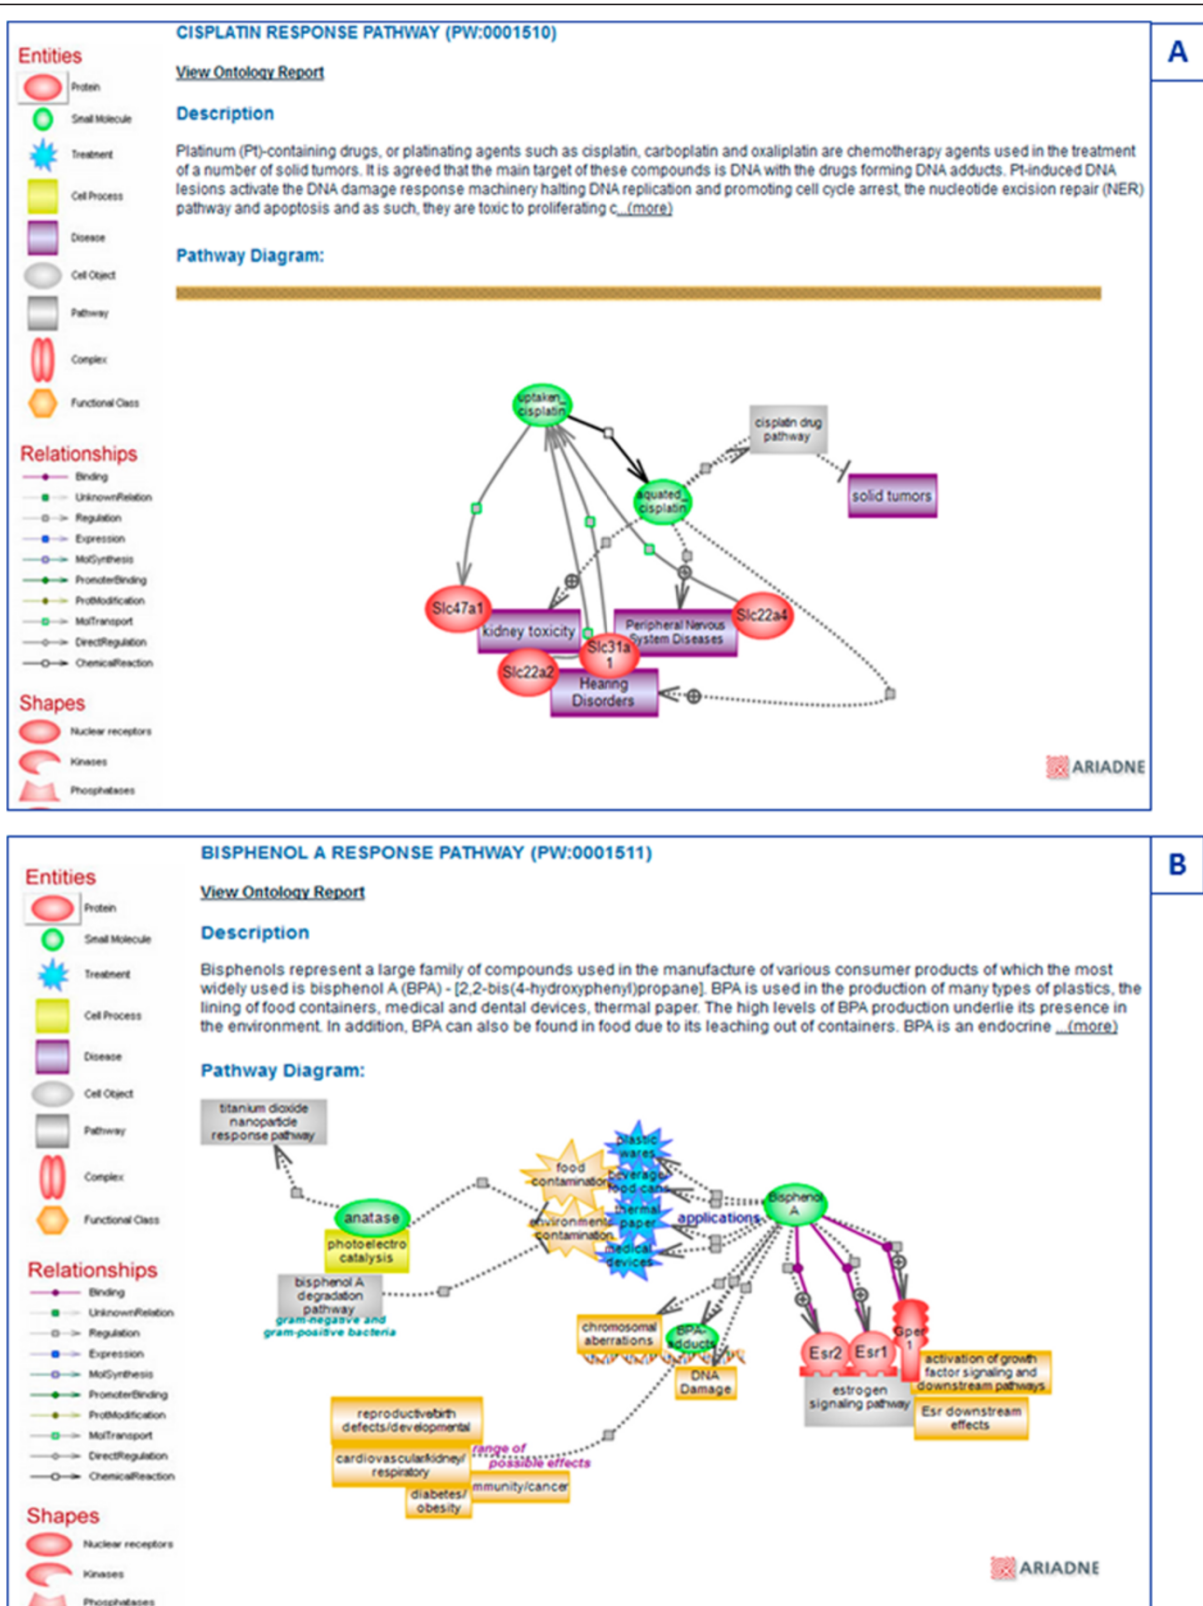 CISPLATIN RESPONSE PATHWAY (PW:0001510)
A
View Ontology Report
Description
Platinum (Pt)-containing drugs, or platinating agents such as cisplatin, carboplatin and oxaliplatin are chemotherapy agents used in the treatment
of a number of solid tumors. It is agreed that the main target of these compounds is DNA with the drugs forming DNA adducts. Pt-induced DNA
lesions activate the DNA damage response machinery halting DNA replication and promoting cell cycle arrest, the nucleotide excision repair (NER)
pathway and apoptosis and as such, they are toxic to proliferating c...(more)
Pathway Diagram:
Entities
Protein
Small Molecule
Treatment
Cell Process
Disease
Cell Object
Pathway
Complex
Functional Class
Relationships
Binding
UnknownRelation
Regulation
Expression
MolSynthesis
PromoterBinding
ProtModification
MolTransport
DirectRegulation
ChemicalReaction
Shapes
Nuclear receptors
Kinases
Phosphatases
uptaken_
cisplatin
cisplatin drug
pathway
aquated_
cisplatin
solid tumors
Slc47a1
kidney toxicity
Peripheral Nervous
System Diseases
Slc22a4
Slc31a
1
Slc22a2
Hearing
Disorders
ARIADNE
BISPHENOL A RESPONSE PATHWAY (PW:0001511)
B
View Ontology Report
Description
Bisphenols represent a large family of compounds used in the manufacture of various consumer products of which the most
widely used is bisphenol A (BPA) - [2,2-bis(4-hydroxyphenyl)propane]. BPA is used in the production of many types of plastics, the
lining of food containers, medical and dental devices, thermal paper. The high levels of BPA production underlie its presence in
the environment. In addition, BPA can also be found in food due to its leaching out of containers. BPA is an endocrine ...(more)
Pathway Diagram:
Entities
Protein
Small Molecule
Treatment
Cell Process
Disease
Cell Object
Pathway
Complex
Functional Class
Relationships
Binding
UnknownRelation
Regulation
Expression
MolSynthesis
PromoterBinding
ProtModification
MolTransport
DirectRegulation
ChemicalReaction
Shapes
Nuclear receptors
Kinases
Phosphatases
titanium dioxide
nanoparticle
response pathway
anatase
photoelectro
catalysis
bisphenol A
degradation
pathway
gram-negative and
gram-positive bacteria
food
contamination
environments
contamination
plastic
wares
beverage
food cans
thermal
paper
medical
devices
applications
Bisphenol
A
chromosomal
aberrations
BPA-
adducts
DNA
Damage
Esr2
Esr1
Gper
1
estrogen
signaling pathway
activation of growth
factor signaling and
downstream pathways
Esr downstream
effects
reproductive/birth
defects/developmental
cardiovascular/kidney/
respiratory
range of
possible effects
mmunity/cancer
diabetes/
obesity
ARIADNE